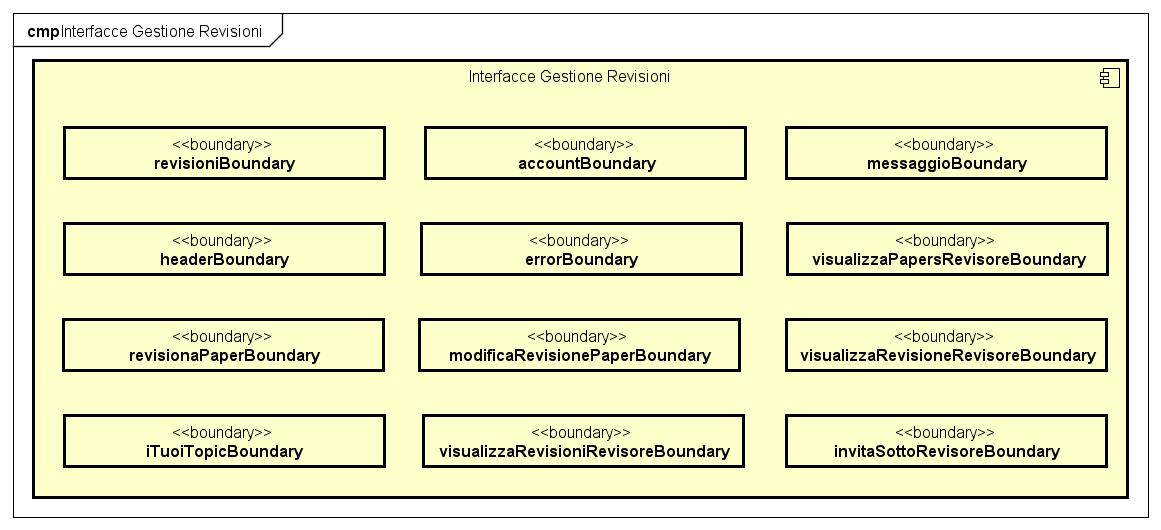 cmp Interfacce Gestione Revisioni
Interfacce Gestione Revisioni
<<boundary>>
revisioniBoundary
<<boundary>>
accountBoundary
<<boundary>>
messaggioBoundary
<<boundary>>
headerBoundary
<<boundary>>
errorBoundary
<<boundary>>
visualizzaPapersRevisoreBoundary
<<boundary>>
revisionaPaperBoundary
<<boundary>>
modificaRevisionePaperBoundary
<<boundary>>
visualizzaRevisioneRevisoreBoundary
<<boundary>>
iTuoiTopicBoundary
<<boundary>>
visualizzaRevisioniRevisoreBoundary
<<boundary>>
invitaSottoRevisoreBoundary